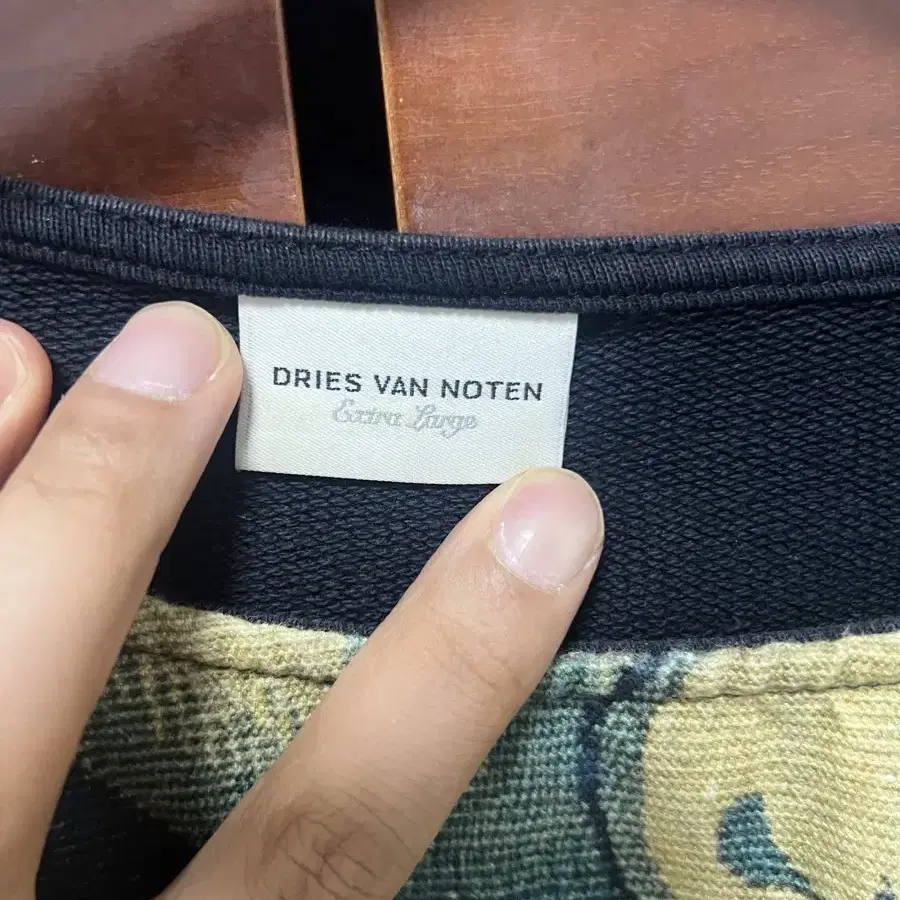 DRIES VAN NOTEN
Extra Large